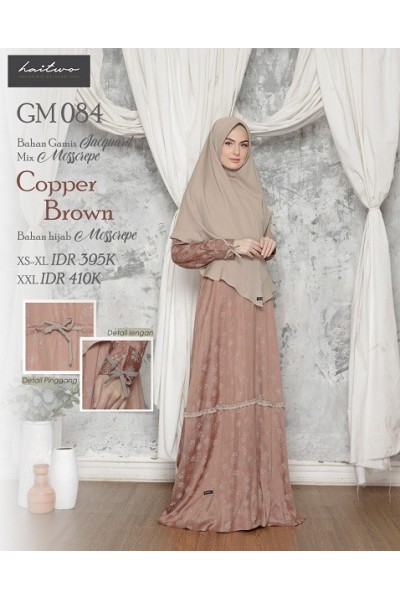 haitwo
GM 084
Bahan Gamis Jacquard
Mix Mosscrepe
Copper
Brown
Bahan hijab Mosscrepe
XS-XL IDR 395K
XXL IDR 410K
Detail lengan
Detail Pinggang